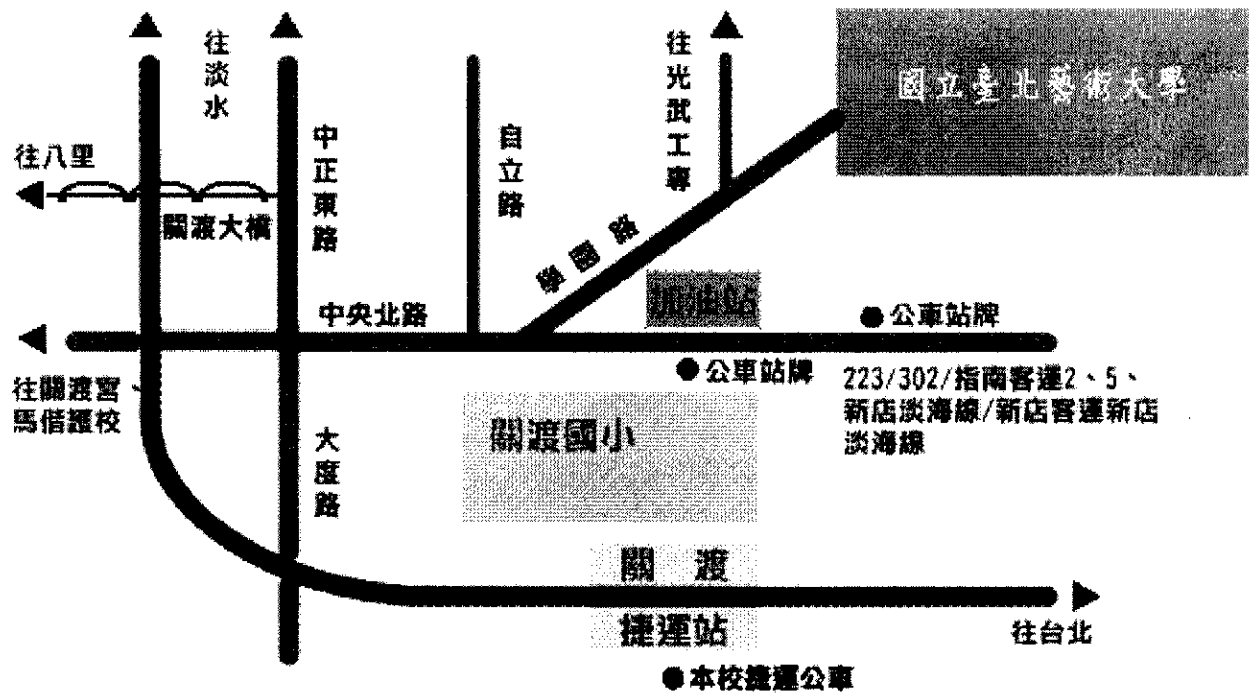 往淡水
往光武工專
國立臺北藝術大學
中正東路
自立路
往八里
關渡大橋
學園路
加油站
中央北路
公車站牌
公車站牌
223/302/指南客運2、5、
新店淡海線/新店客運新店
淡海線
往關渡宮
馬偕護校
大度路
關渡國小
關渡
捷運站
往台北
本校捷運公車